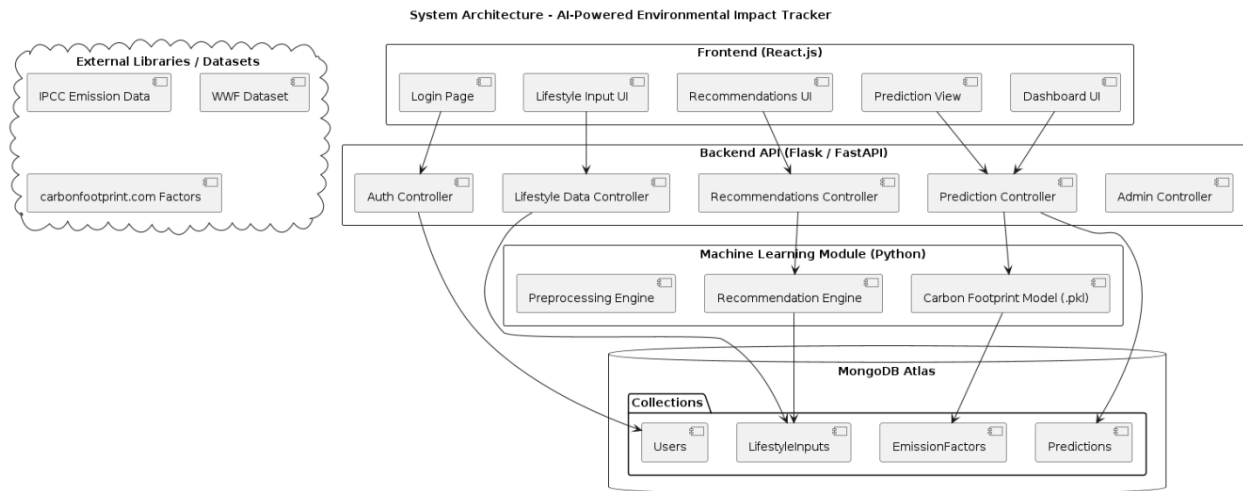 System Architecture - AI-Powered Environmental Impact Tracker
External Libraries / Datasets
IPCC Emission Data
WWF Dataset
carbonfootprint.com Factors
Frontend (React.js)
Login Page
Lifestyle Input UI
Recommendations UI
Prediction View
Dashboard UI
Backend API (Flask / FastAPI)
Auth Controller
Lifestyle Data Controller
Recommendations Controller
Prediction Controller
Admin Controller
Machine Learning Module (Python)
Preprocessing Engine
Recommendation Engine
Carbon Footprint Model (.pkl)
MongoDB Atlas
Collections
Users
LifestyleInputs
EmissionFactors
Predictions